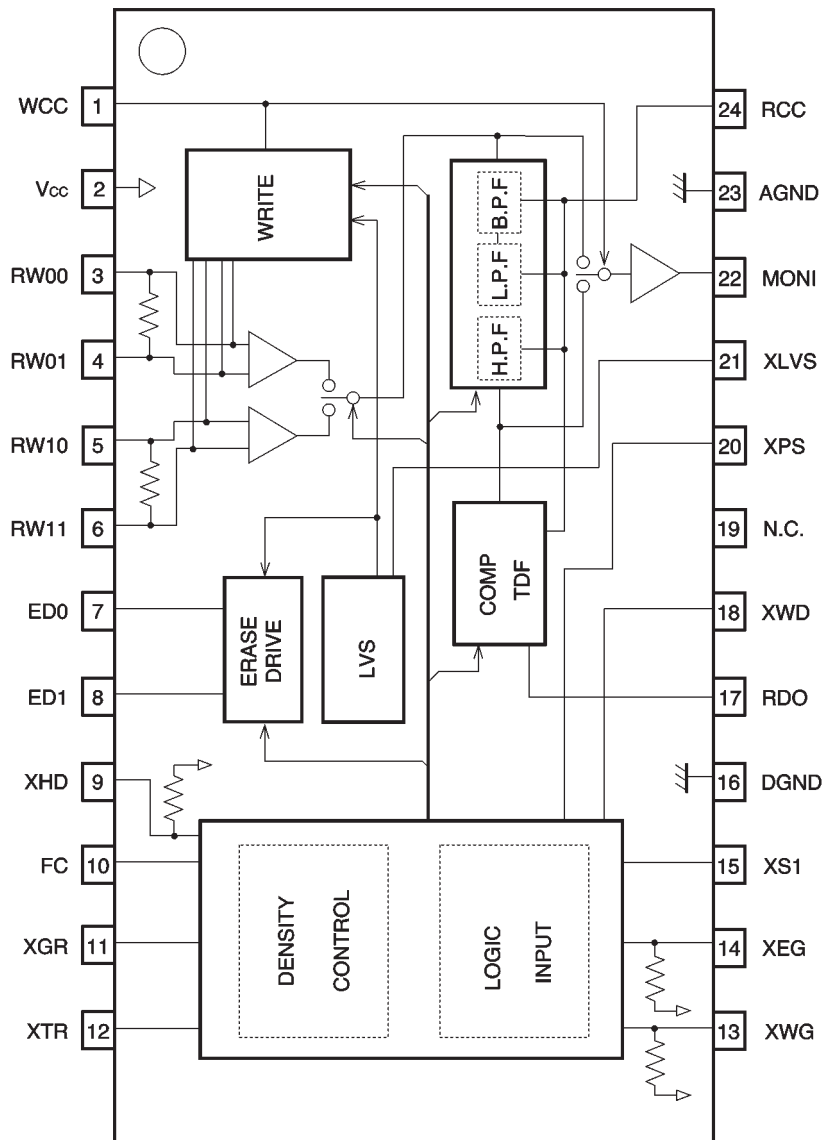 WCC 1
Vcc 2
RW00 3
RW01 4
RW10 5
RW11 6
ED0 7
ED1 8
XHD 9
FC 10
XGR 11
XTR 12
WRITE
ERASE
DRIVE
LVS
B.P.F
L.P.F
H.P.F
COMP
TDF
DENSITY
CONTROL
LOGIC
INPUT
24 RCC
23 AGND
22 MONI
21 XLVS
20 XPS
19 N.C.
18 XWD
17 RDO
16 DGND
15 XS1
14 XEG
13 XWG